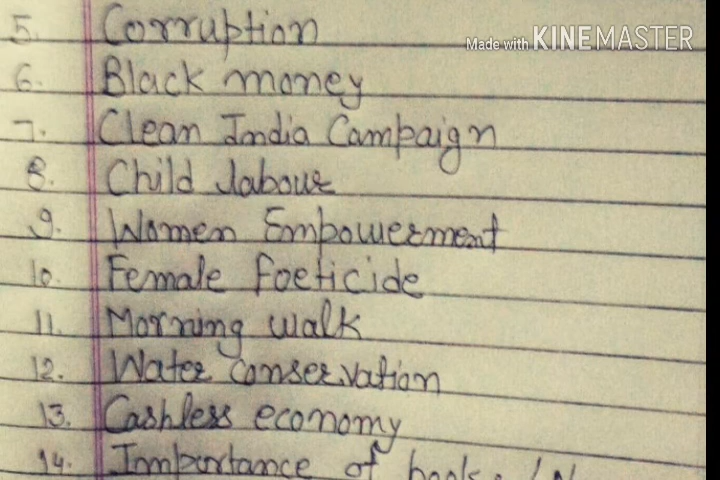 5. Corruption
Made with KINEMASTER
6. Black money
7. Clean India Campaign
8. Child labour
9. Women Empowerment
10. Female foeticide
11. Morning walk
12. Water conservation
13. Cashless economy
14. Importance of books